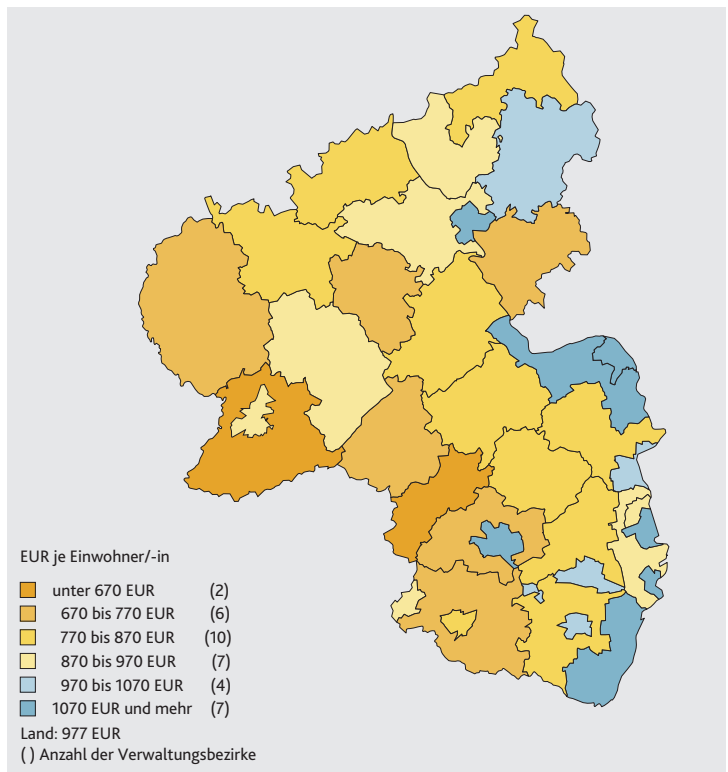 EUR je Einwohner/-in
unter 670 EUR (2)
670 bis 770 EUR (6)
770 bis 870 EUR (10)
870 bis 970 EUR (7)
970 bis 1070 EUR (4)
1070 EUR und mehr (7)
Land: 977 EUR
( ) Anzahl der Verwaltungsbezirke